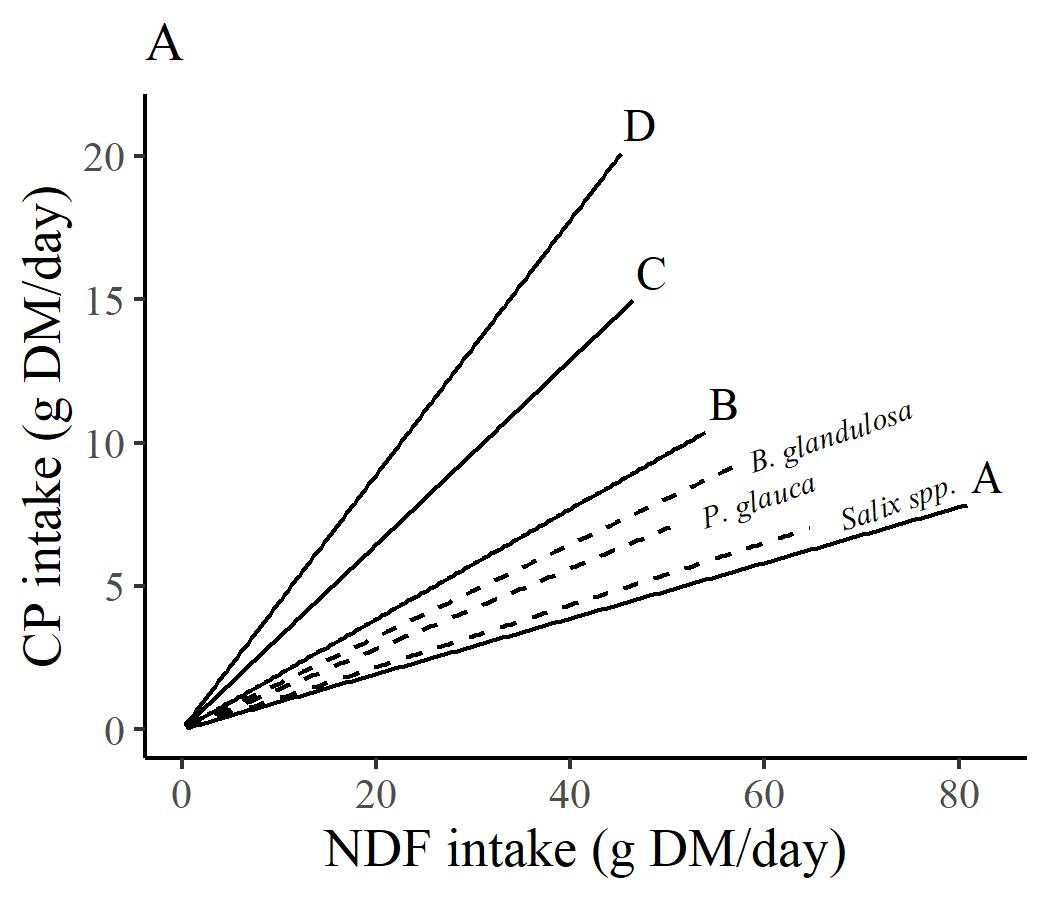 A
D
20
C
15
B
B. glandulosa
10
P. glauca
Salix spp.
A
5
0
0 20 40 60 80
CP intake (g DM/day)
NDF intake (g DM/day)